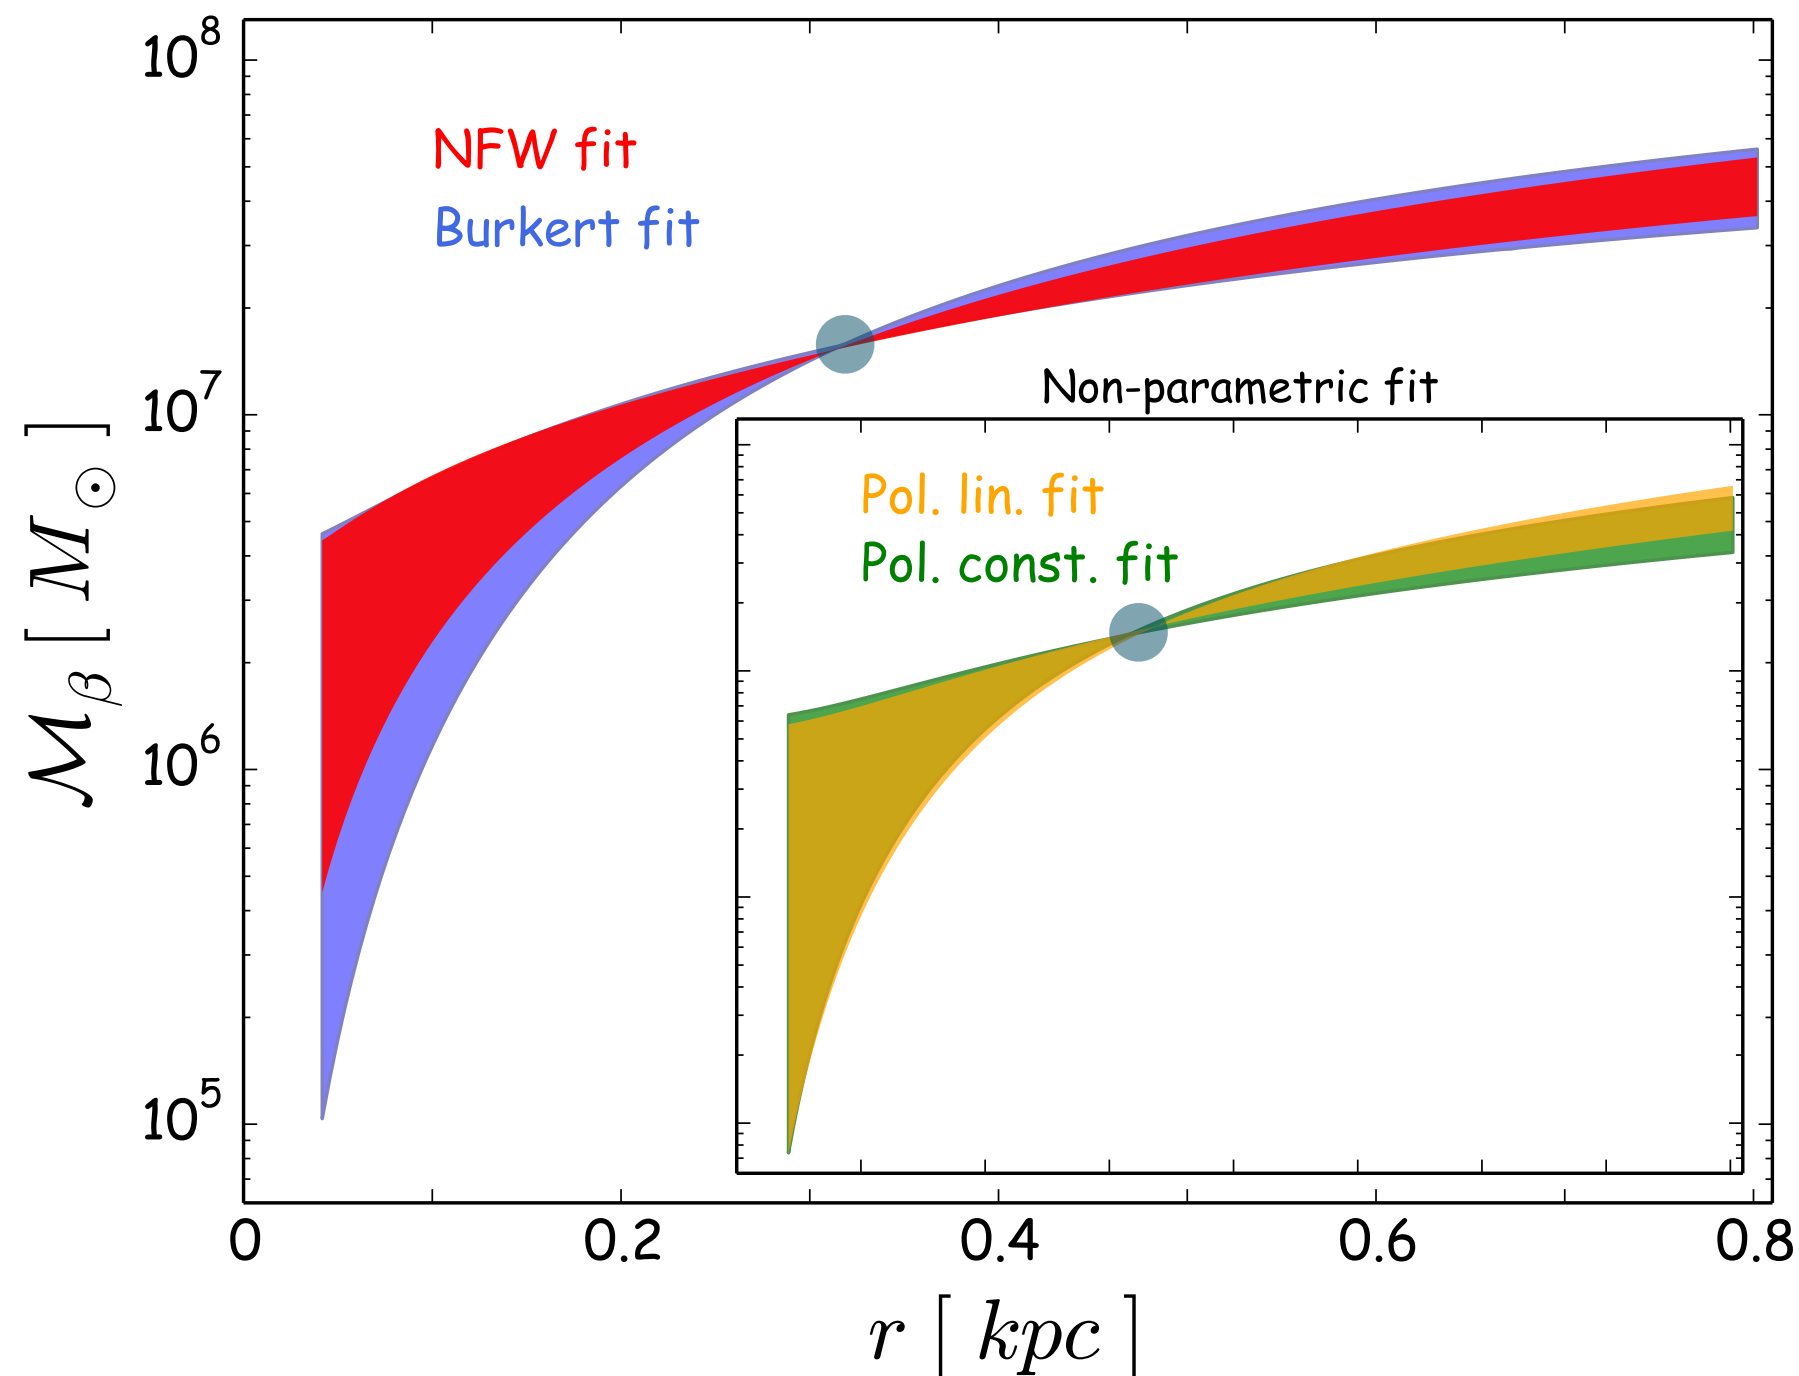 10^8
NFW fit
Burkert fit
10^7
Non-parametric fit
Pol. lin. fit
Pol. const. fit
10^6
10^5
ℳ_β [ M_⊙ ]
0 0.2 0.4 0.6 0.8
r [ kpc ]